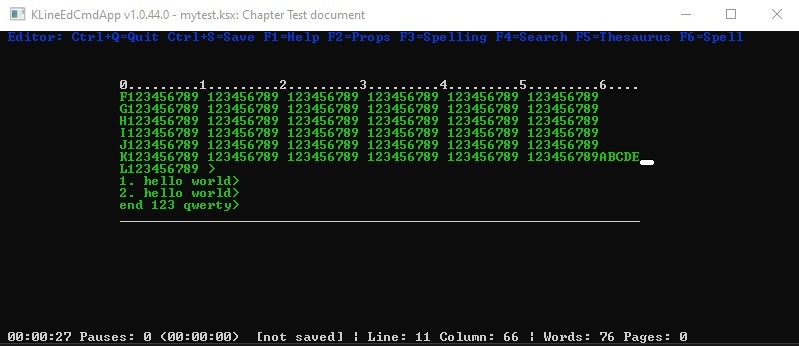 KLineEdCmdApp v1.0.44.0 - mytest.ksx: Chapter Test document
Editor: Ctrl+Q=Quit Ctrl+S=Save F1=Help F2=Props F3=Spelling F4=Search F5=Thesaurus F6=Spell
0.........1.........2.........3.........4.........5.........6....
F123456789 123456789 123456789 123456789 123456789 123456789
G123456789 123456789 123456789 123456789 123456789 123456789
H123456789 123456789 123456789 123456789 123456789 123456789
I123456789 123456789 123456789 123456789 123456789 123456789
J123456789 123456789 123456789 123456789 123456789 123456789
K123456789 123456789 123456789 123456789 123456789 123456789ABCDE
L123456789 >
1. hello world>
2. hello world>
end 123 qwerty>
00:00:27 Pauses: 0 (00:00:00) [not saved] ¦ Line: 11 Column: 66 ¦ Words: 76 Pages: 0